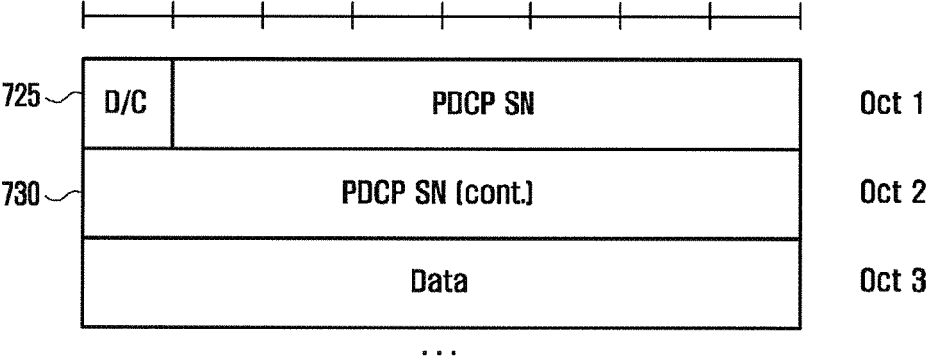 725 D/C PDCP SN Oct 1
730 PDCP SN (cont.) Oct 2
Data Oct 3
...